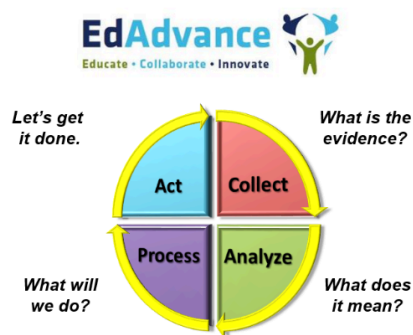 EdAdvance
Educate • Collaborate • Innovate
Let's get
it done.
What is the
evidence?
Act
Collect
Process
Analyze
What will
we do?
What does
it mean?